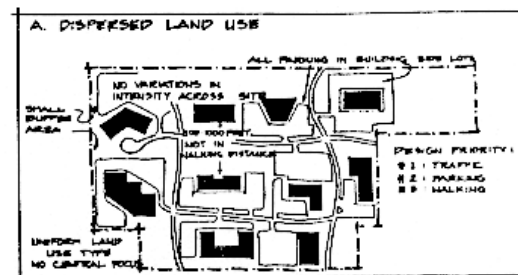 A. DISPERSED LAND USE
ALL PARKING IN BUILDING SIDE LOTS
NO VARIATIONS IN
INTENSITY ACROSS SITE
SMALL
BUFFER
AREA
FEET
NOT IN
WALKING DISTANCE
DESIGN PRIORITY:
#1: TRAFFIC
#2: PARKING
#3: WALKING
UNIFORM LAND
USE TYPE
NO CENTRAL FOCUS